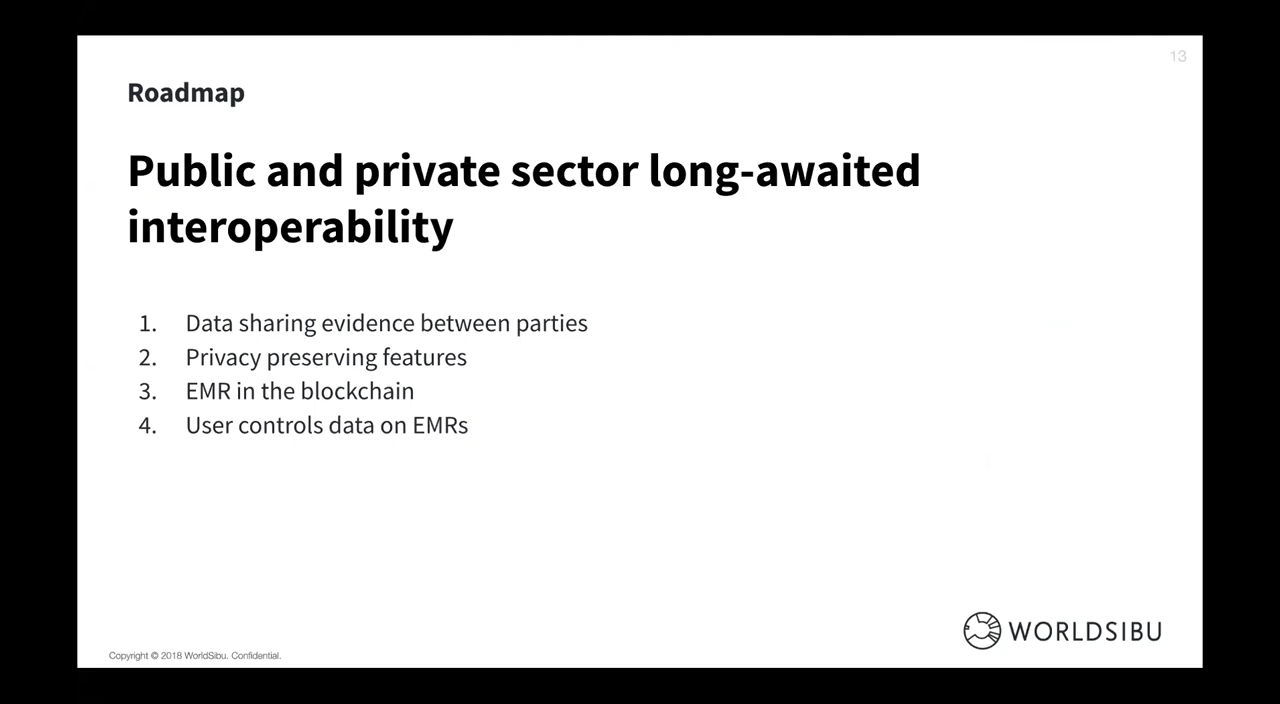 13
Roadmap
Public and private sector long-awaited
interoperability
1. Data sharing evidence between parties
2. Privacy preserving features
3. EMR in the blockchain
4. User controls data on EMRs
WORLDSIBU
Copyright © 2018 WorldSibu. Confidential.